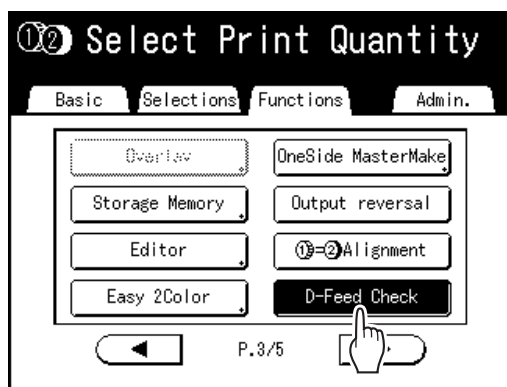 ①② Select Print Quantity
Basic Selections Functions Admin.
Overlay OneSide MasterMake
Storage Memory Output reversal
Editor ①=②Alignment
Easy 2Color D-Feed Check
P.3/5